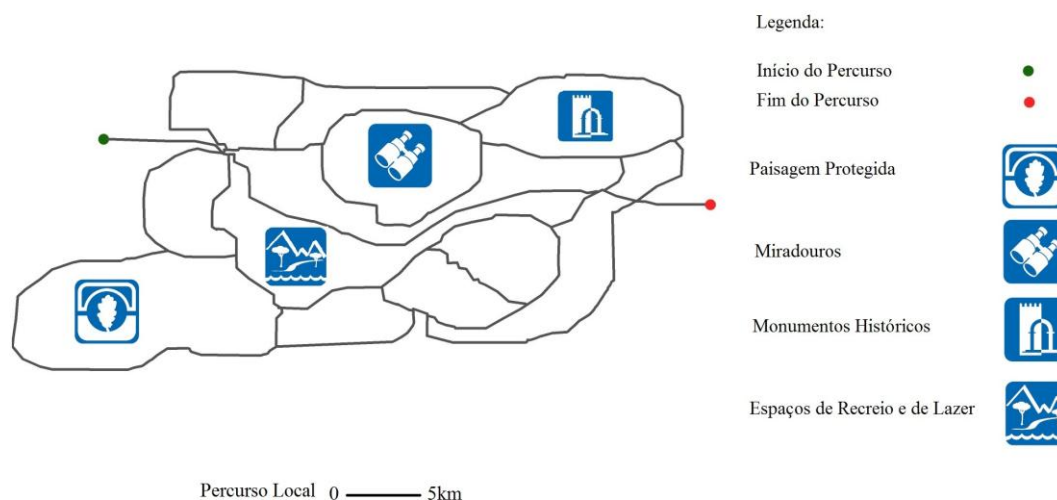 Legenda:
Início do Percurso
Fim do Percurso
Paisagem Protegida
Miradouros
Monumentos Históricos
Espaços de Recreio e de Lazer
Percurso Local 0 5km